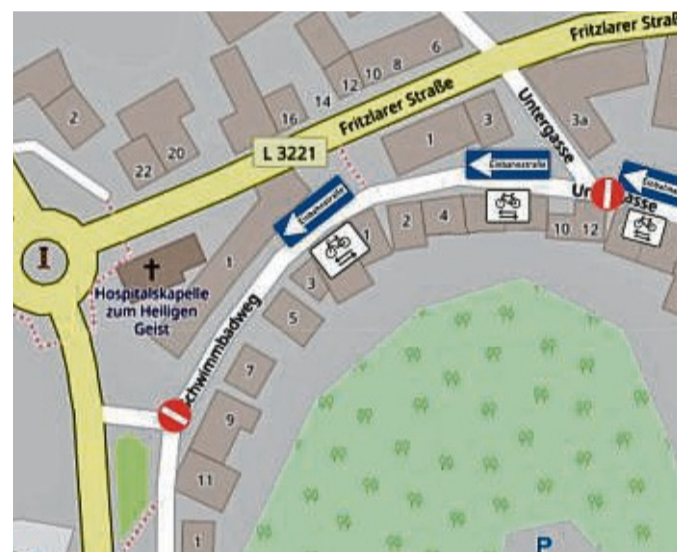 Fritzlarer Straße
6
8
10
12
14
16
2
20
22
Fritzlarer Straße
L 3221
1
3
3a
Untergasse
Einbahnstraße
Einbahnstraße
1
2
4
10
12
1
3
5
Hospitalskapelle
zum Heiligen
Geist
Schwimmbadweg
7
9
11
1
P